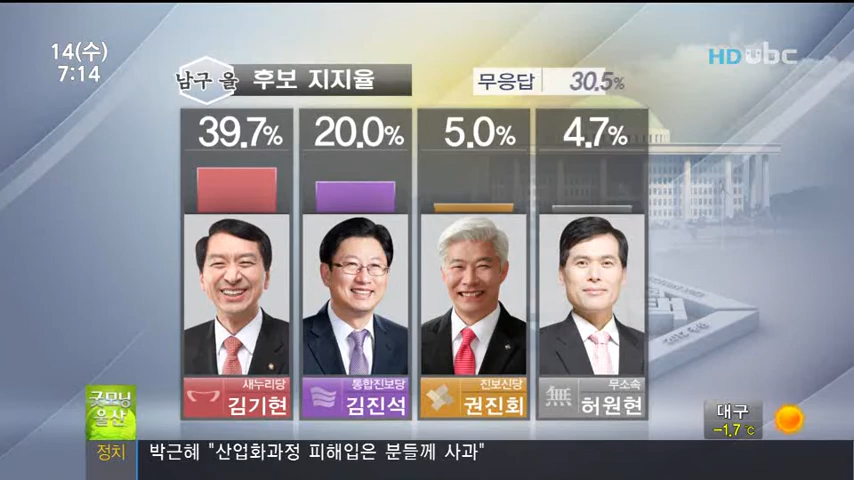 14(수)
7:14
HD ubc
남구 을 후보 지지율
무응답 30.5%
39.7% 20.0% 5.0% 4.7%
새누리당 통합진보당 진보신당 무소속
김기현 김진석 권진회 無 허원현
굿모닝
울산
대구
-1.7℃
정치 박근혜 "산업화과정 피해입은 분들께 사과"